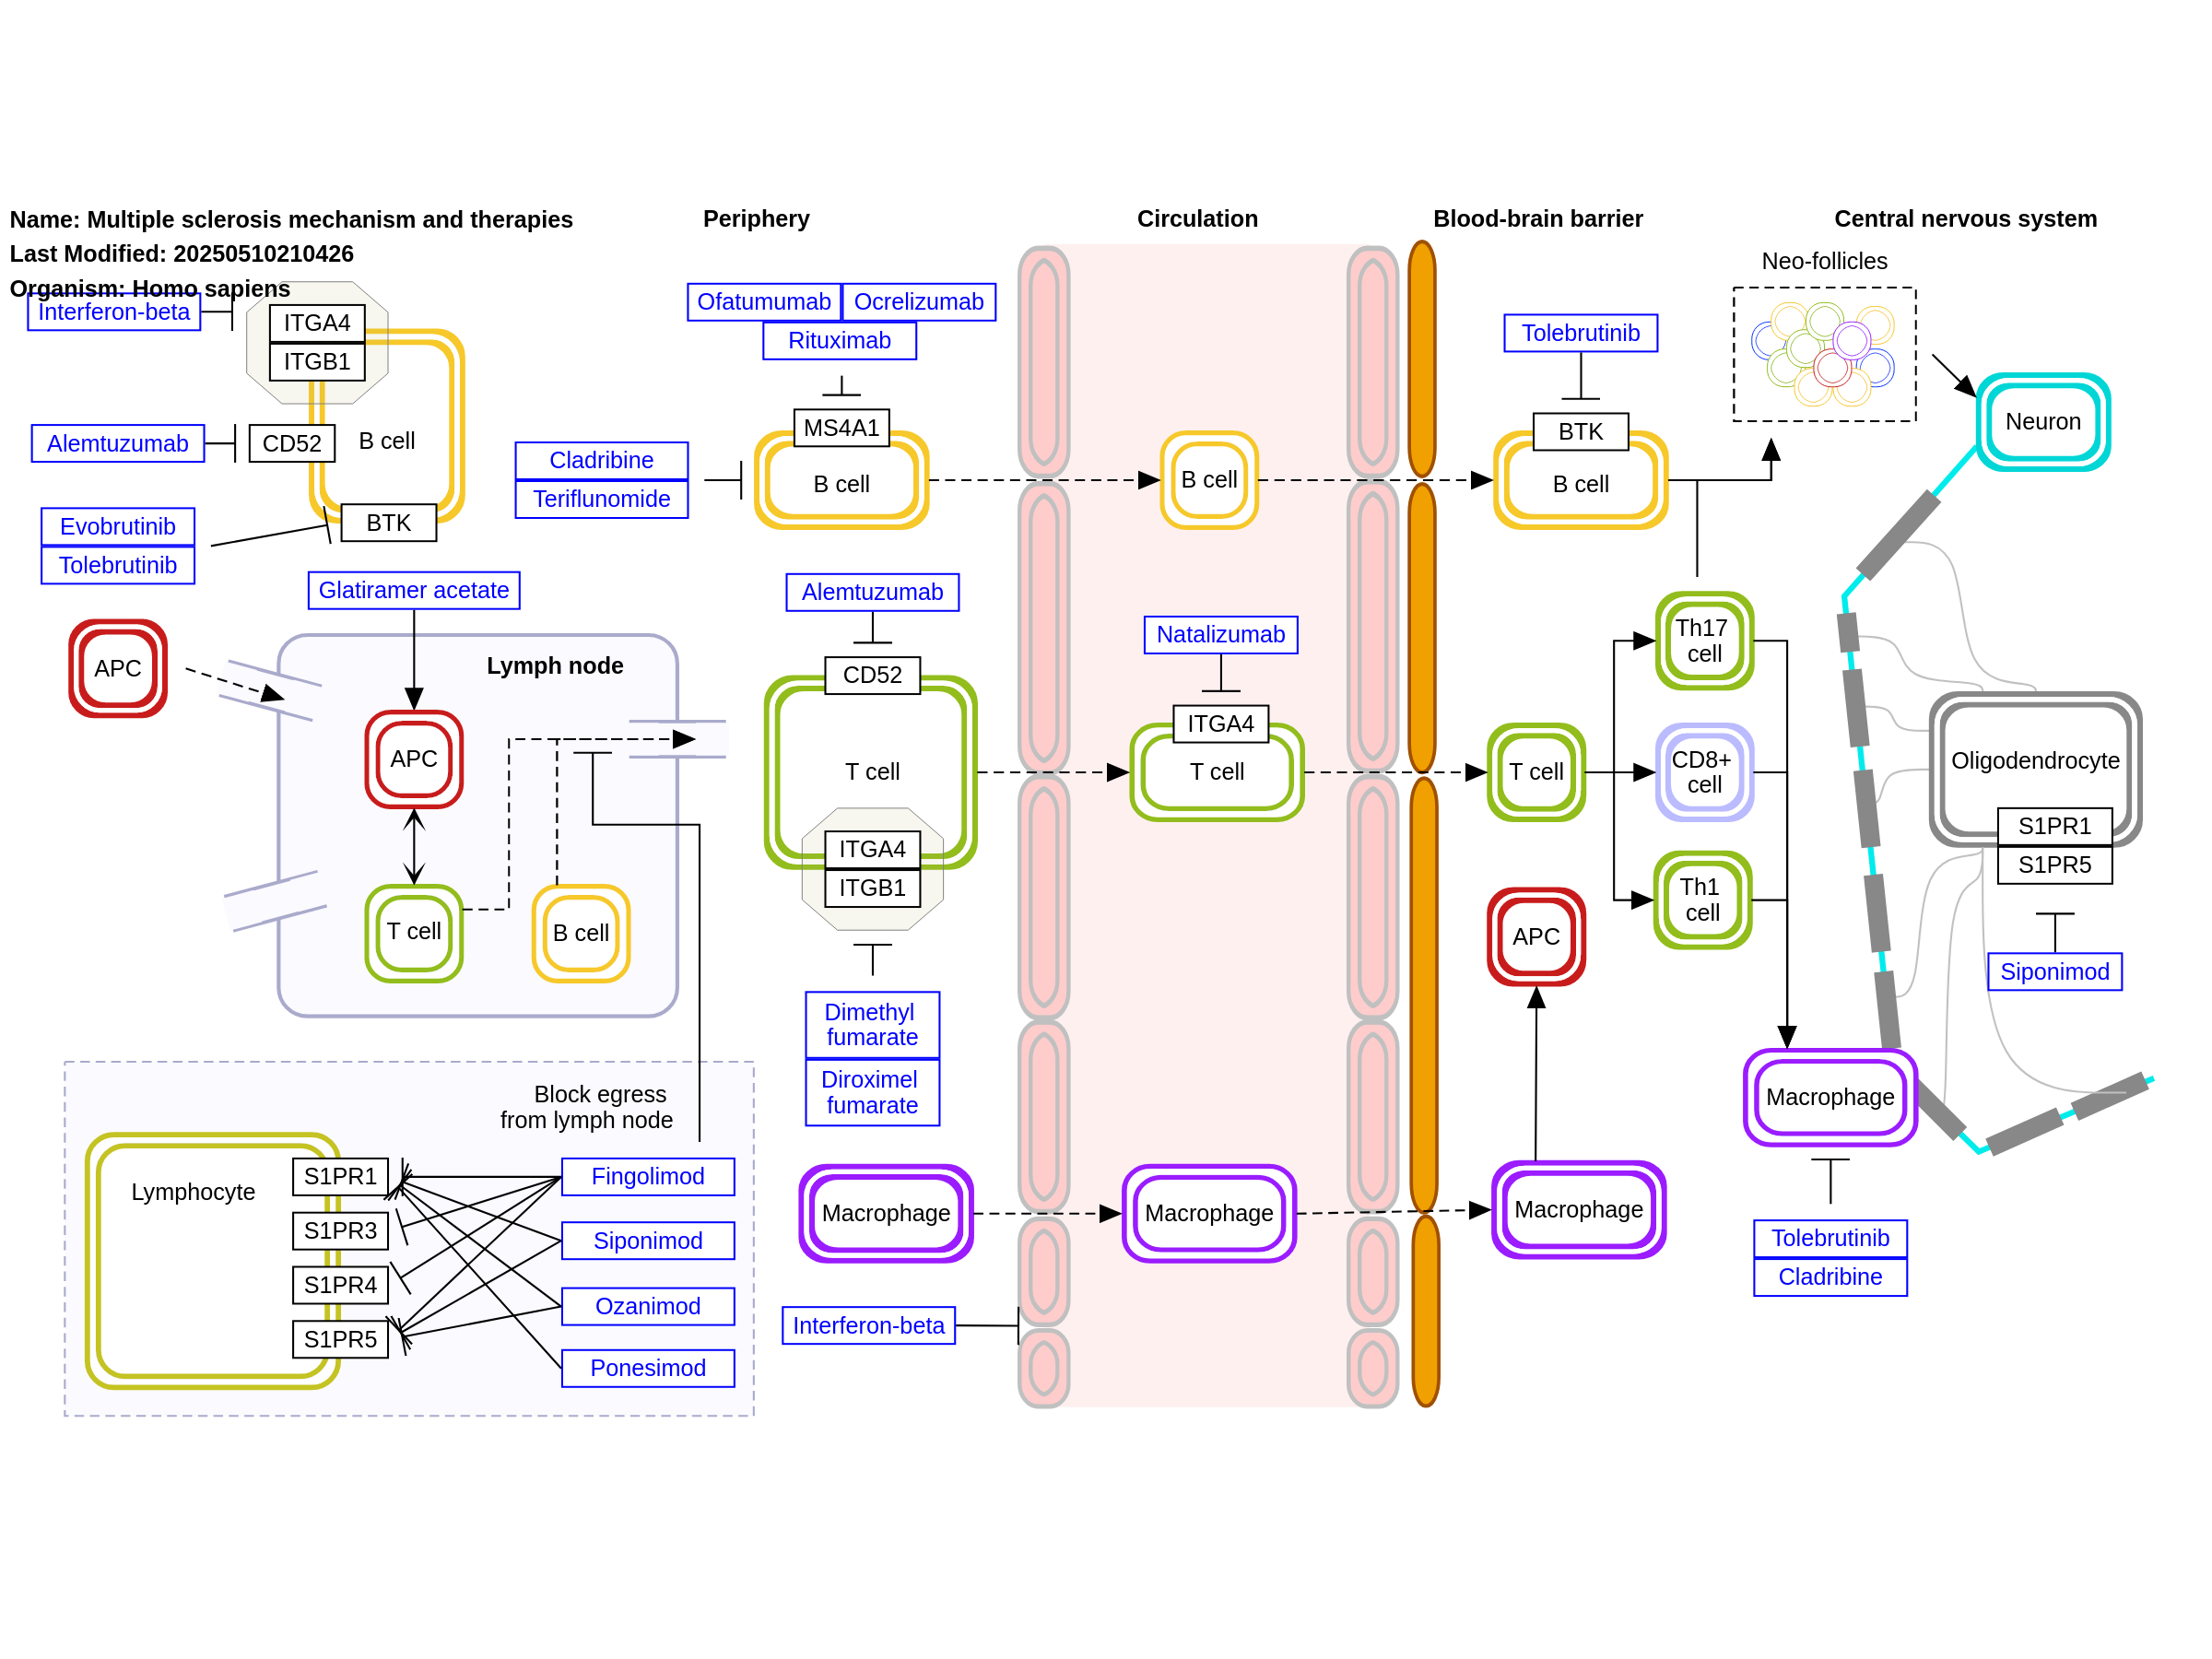 Name: Multiple sclerosis mechanism and therapies
Last Modified: 20250510210426
Organism: Homo sapiens
Periphery
Circulation
Blood-brain barrier
Central nervous system
Interferon-beta
ITGA4
ITGB1
Alemtuzumab
CD52
B cell
Evobrutinib
Tolebrutinib
BTK
Glatiramer acetate
APC
Lymph node
APC
T cell
B cell
Block egress
from lymph node
Lymphocyte
S1PR1
S1PR3
S1PR4
S1PR5
Fingolimod
Siponimod
Ozanimod
Ponesimod
Ofatumumab
Ocrelizumab
Rituximab
MS4A1
B cell
Cladribine
Teriflunomide
Alemtuzumab
CD52
T cell
ITGA4
ITGB1
Dimethyl
fumarate
Diroximel
fumarate
Macrophage
Interferon-beta
B cell
Natalizumab
ITGA4
T cell
Macrophage
Tolebrutinib
BTK
B cell
T cell
Th17
cell
CD8+
cell
Th1
cell
APC
Macrophage
Neo-follicles
Neuron
Oligodendrocyte
S1PR1
S1PR5
Siponimod
Macrophage
Tolebrutinib
Cladribine